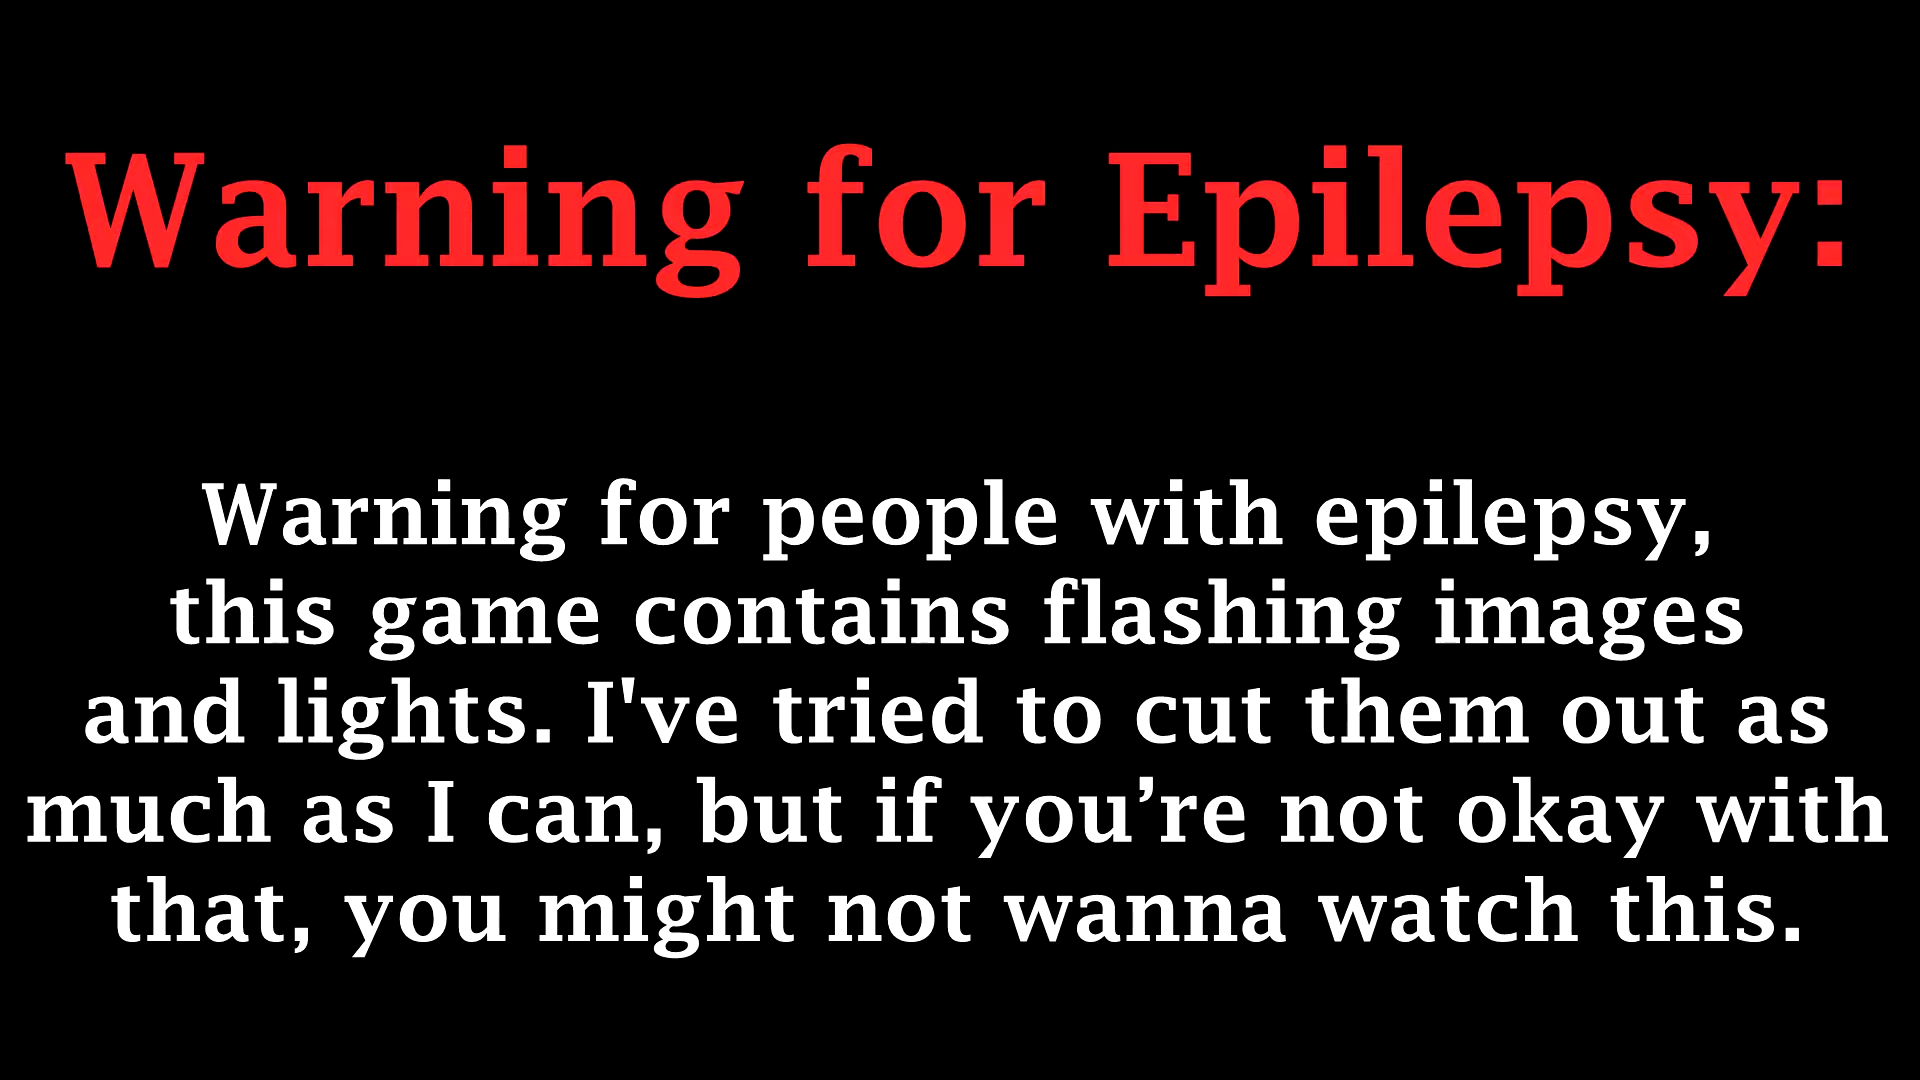 Warning for Epilepsy:
Warning for people with epilepsy,
this game contains flashing images
and lights. I've tried to cut them out as
much as I can, but if you’re not okay with
that, you might not wanna watch this.